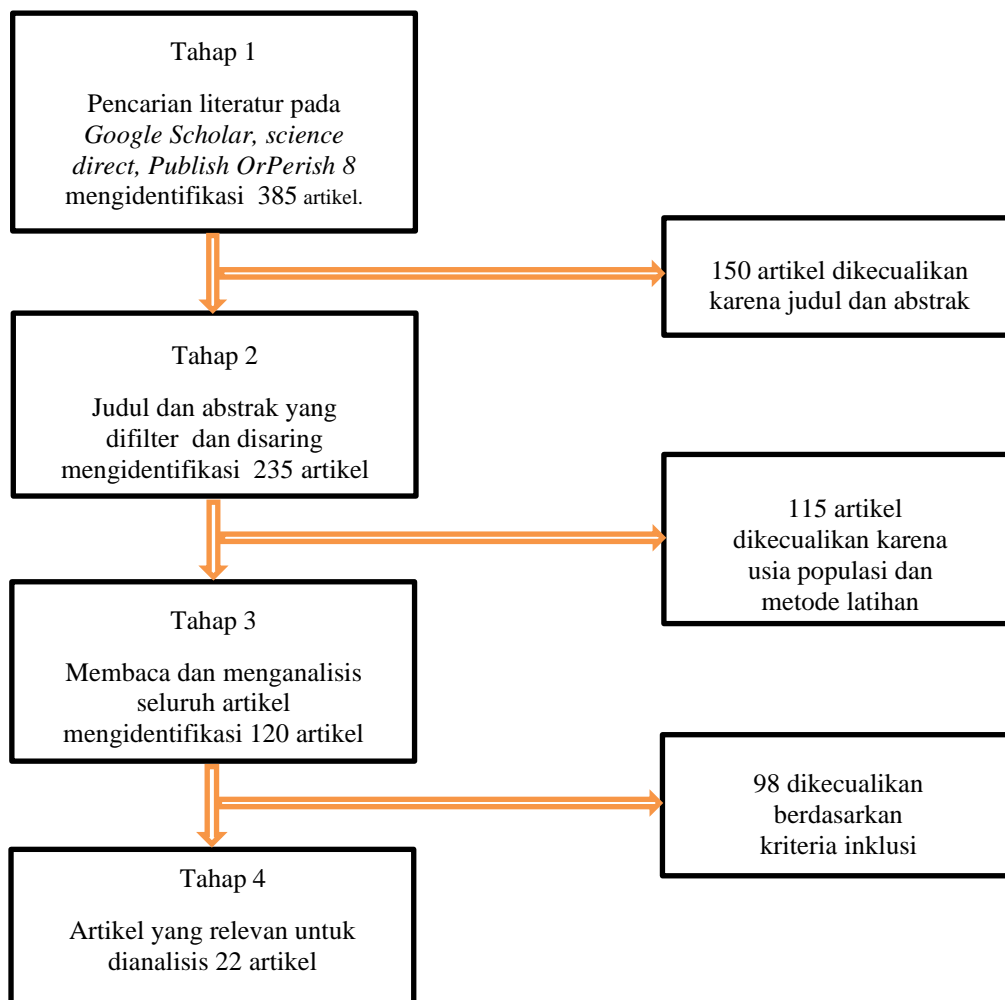 Tahap 1
Pencarian literatur pada
Google Scholar, science
direct, Publish OrPerish 8
mengidentifikasi 385 artikel.
150 artikel dikecualikan
karena judul dan abstrak
Tahap 2
Judul dan abstrak yang
difilter dan disaring
mengidentifikasi 235 artikel
115 artikel
dikecualikan karena
usia populasi dan
metode latihan
Tahap 3
Membaca dan menganalisis
seluruh artikel
mengidentifikasi 120 artikel
98 dikecualikan
berdasarkan
kriteria inklusi
Tahap 4
Artikel yang relevan untuk
dianalisis 22 artikel